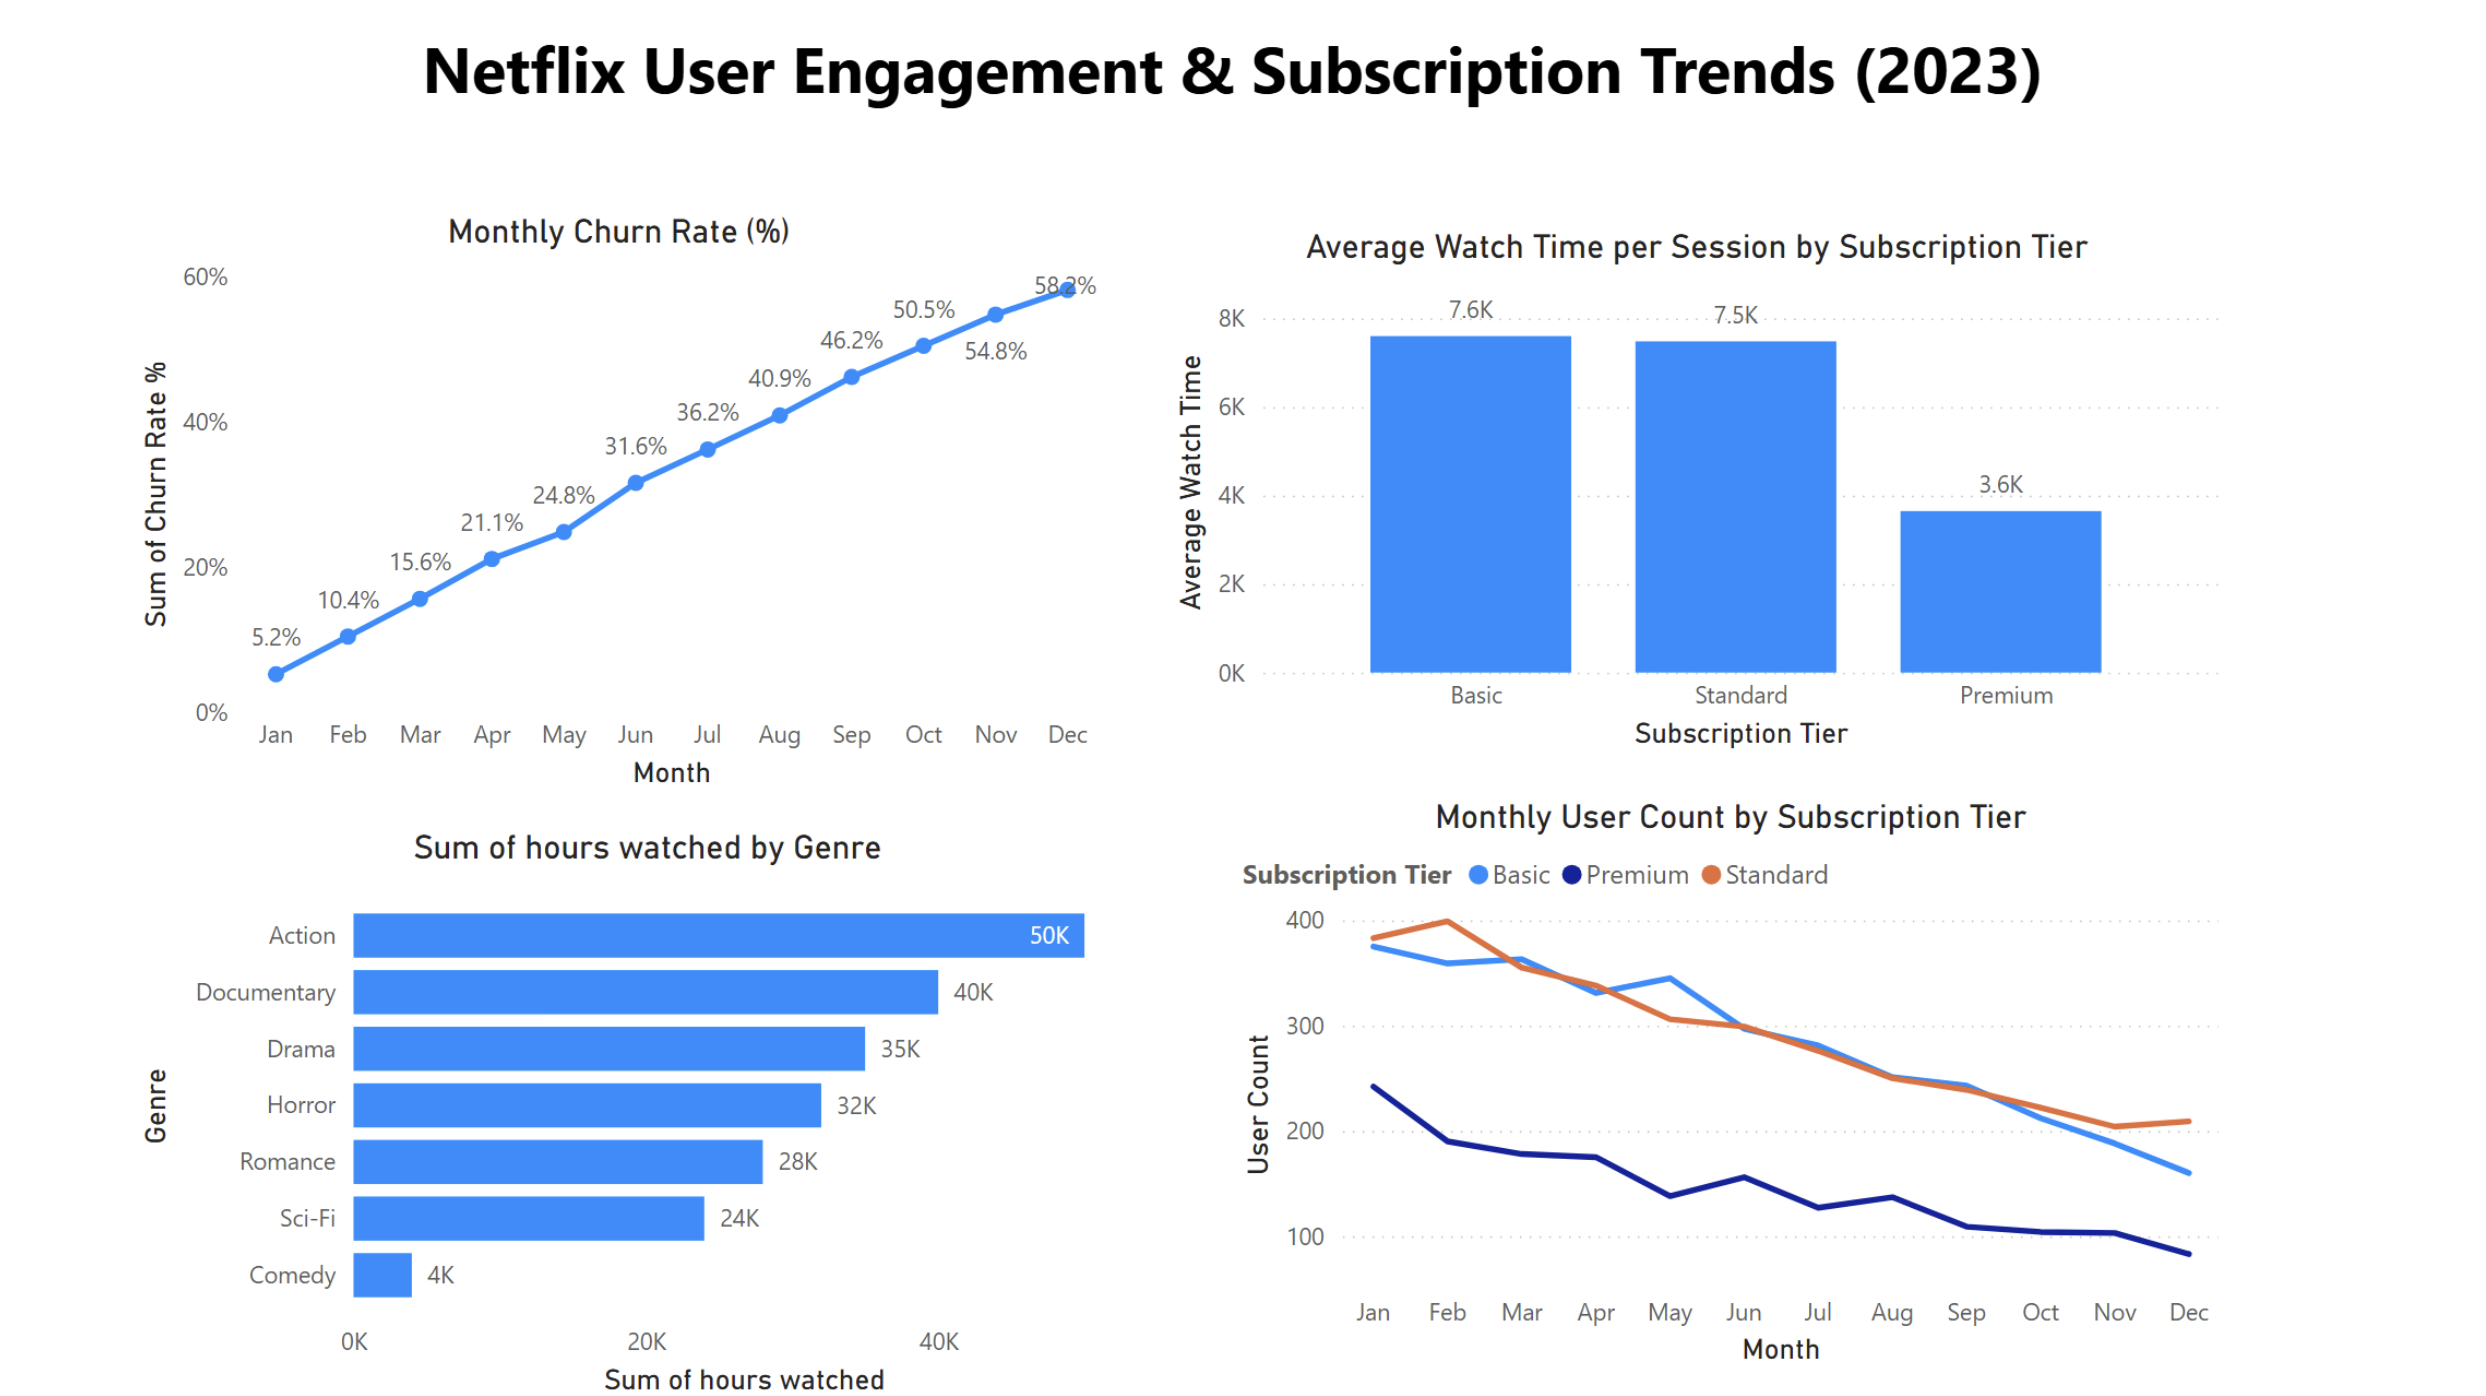 Netflix User Engagement & Subscription Trends (2023)
Monthly Churn Rate (%)
Sum of Churn Rate %
60%
40%
20%
0%
5.2%
10.4%
15.6%
21.1%
24.8%
31.6%
36.2%
40.9%
46.2%
50.5%
54.8%
58.2%
Jan Feb Mar Apr May Jun Jul Aug Sep Oct Nov Dec
Month
Average Watch Time per Session by Subscription Tier
Average Watch Time
8K
6K
4K
2K
0K
7.6K
7.5K
3.6K
Basic Standard Premium
Subscription Tier
Sum of hours watched by Genre
Genre
Action 50K
Documentary 40K
Drama 35K
Horror 32K
Romance 28K
Sci-Fi 24K
Comedy 4K
0K 20K 40K
Sum of hours watched
Monthly User Count by Subscription Tier
Subscription Tier Basic Premium Standard
User Count
400
300
200
100
Jan Feb Mar Apr May Jun Jul Aug Sep Oct Nov Dec
Month